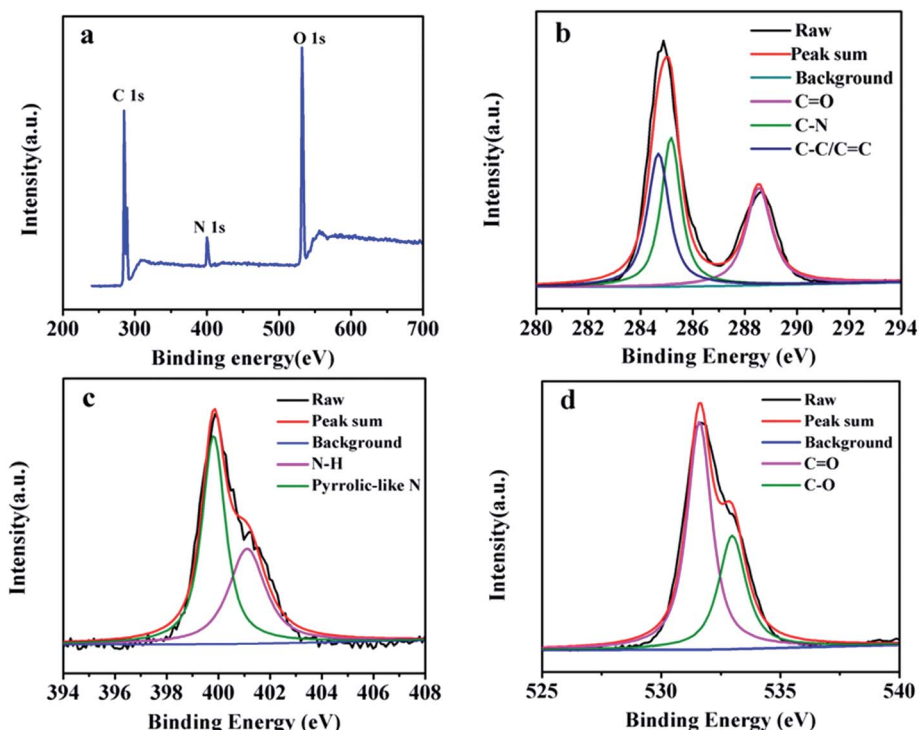 a
O 1s
C 1s
N 1s
Intensity(a.u.)
200 300 400 500 600 700
Binding energy(eV)
b
Raw
Peak sum
Background
C=O
C-N
C-C/C=C
Intensity(a.u.)
280 282 284 286 288 290 292 294
Binding Energy (eV)
c
Raw
Peak sum
Background
N-H
Pyrrolic-like N
Intensity(a.u.)
394 396 398 400 402 404 406 408
Binding Energy (eV)
d
Raw
Peak sum
Background
C=O
C-O
Intensity(a.u.)
525 530 535 540
Binding Energy (eV)